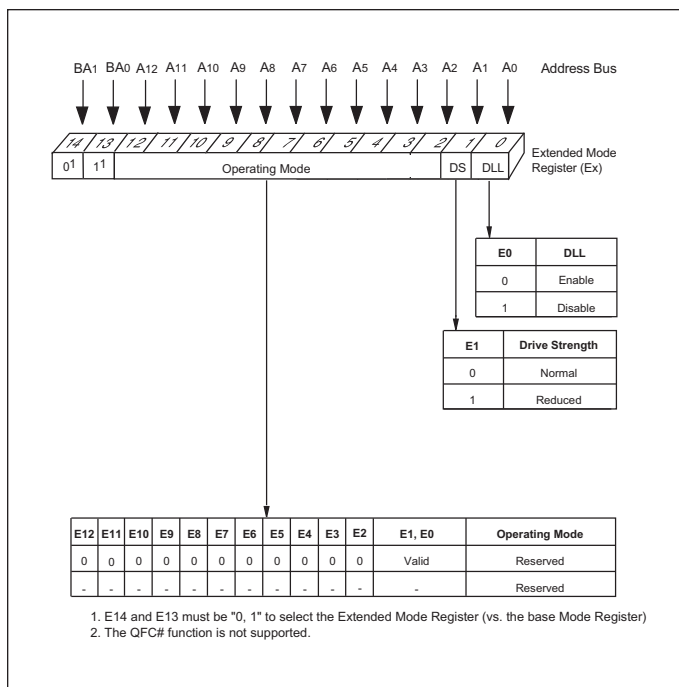 BA1 BA0 A12 A11 A10 A9 A8 A7 A6 A5 A4 A3 A2 A1 A0 Address Bus
14 13 12 11 10 9 8 7 6 5 4 3 2 1 0
Extended Mode
Register (Ex)
0¹ 1¹ Operating Mode DS DLL
E0 DLL
0 Enable
1 Disable
E1 Drive Strength
0 Normal
1 Reduced
E12 E11 E10 E9 E8 E7 E6 E5 E4 E3 E2 E1, E0 Operating Mode
0 0 0 0 0 0 0 0 0 0 0 Valid Reserved
- - - - - - - - - - - - Reserved
1. E14 and E13 must be "0, 1" to select the Extended Mode Register (vs. the base Mode Register)
2. The QFC# function is not supported.